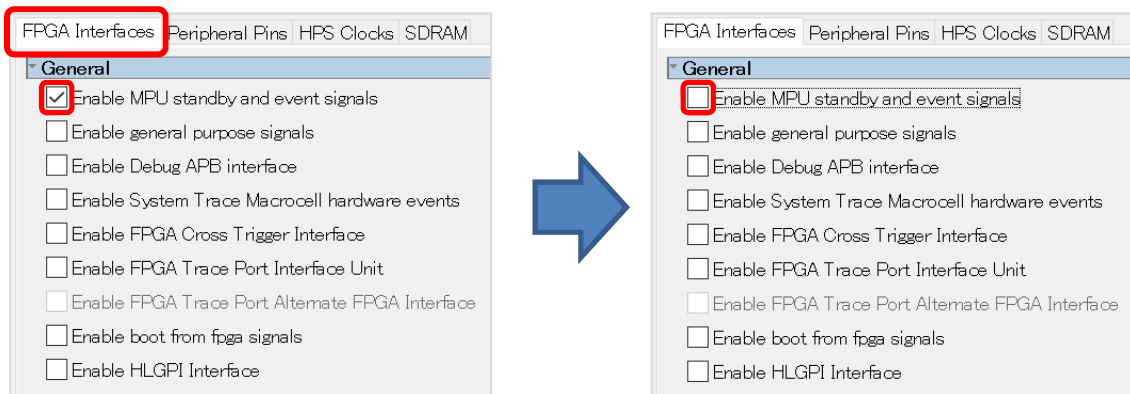 FPGA Interfaces Peripheral Pins HPS Clocks SDRAM
General
Enable MPU standby and event signals
Enable general purpose signals
Enable Debug APB interface
Enable System Trace Macrocell hardware events
Enable FPGA Cross Trigger Interface
Enable FPGA Trace Port Interface Unit
Enable FPGA Trace Port Alternate FPGA Interface
Enable boot from fpga signals
Enable HLGPI Interface
FPGA Interfaces Peripheral Pins HPS Clocks SDRAM
General
Enable MPU standby and event signals
Enable general purpose signals
Enable Debug APB interface
Enable System Trace Macrocell hardware events
Enable FPGA Cross Trigger Interface
Enable FPGA Trace Port Interface Unit
Enable FPGA Trace Port Alternate FPGA Interface
Enable boot from fpga signals
Enable HLGPI Interface